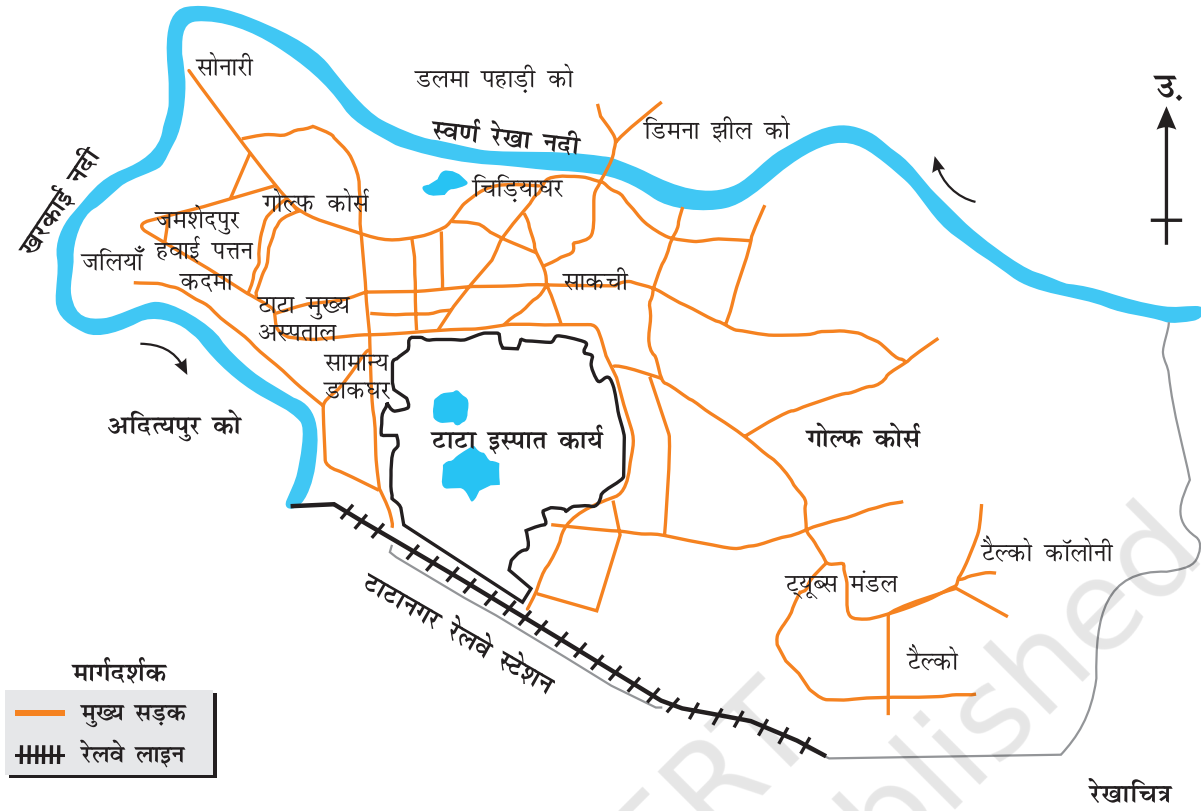 सोनारी
डलमा पहाड़ी को
उ.
स्वर्ण रेखा नदी
डिमना झील को
खरकाई नदी
चिड़ियाघर
गोल्फ कोर्स
जमशेदपुर
हवाई पत्तन
जलियाँ
कदमा
साकची
टाटा मुख्य
अस्पताल
सामान्य
डाकघर
अदित्यपुर को
टाटा इस्पात कार्य
गोल्फ कोर्स
टैल्को कॉलोनी
ट्यूब्स मंडल
टाटानगर रेलवे स्टेशन
टैल्को
मार्गदर्शक
मुख्य सड़क
रेलवे लाइन
रेखाचित्र